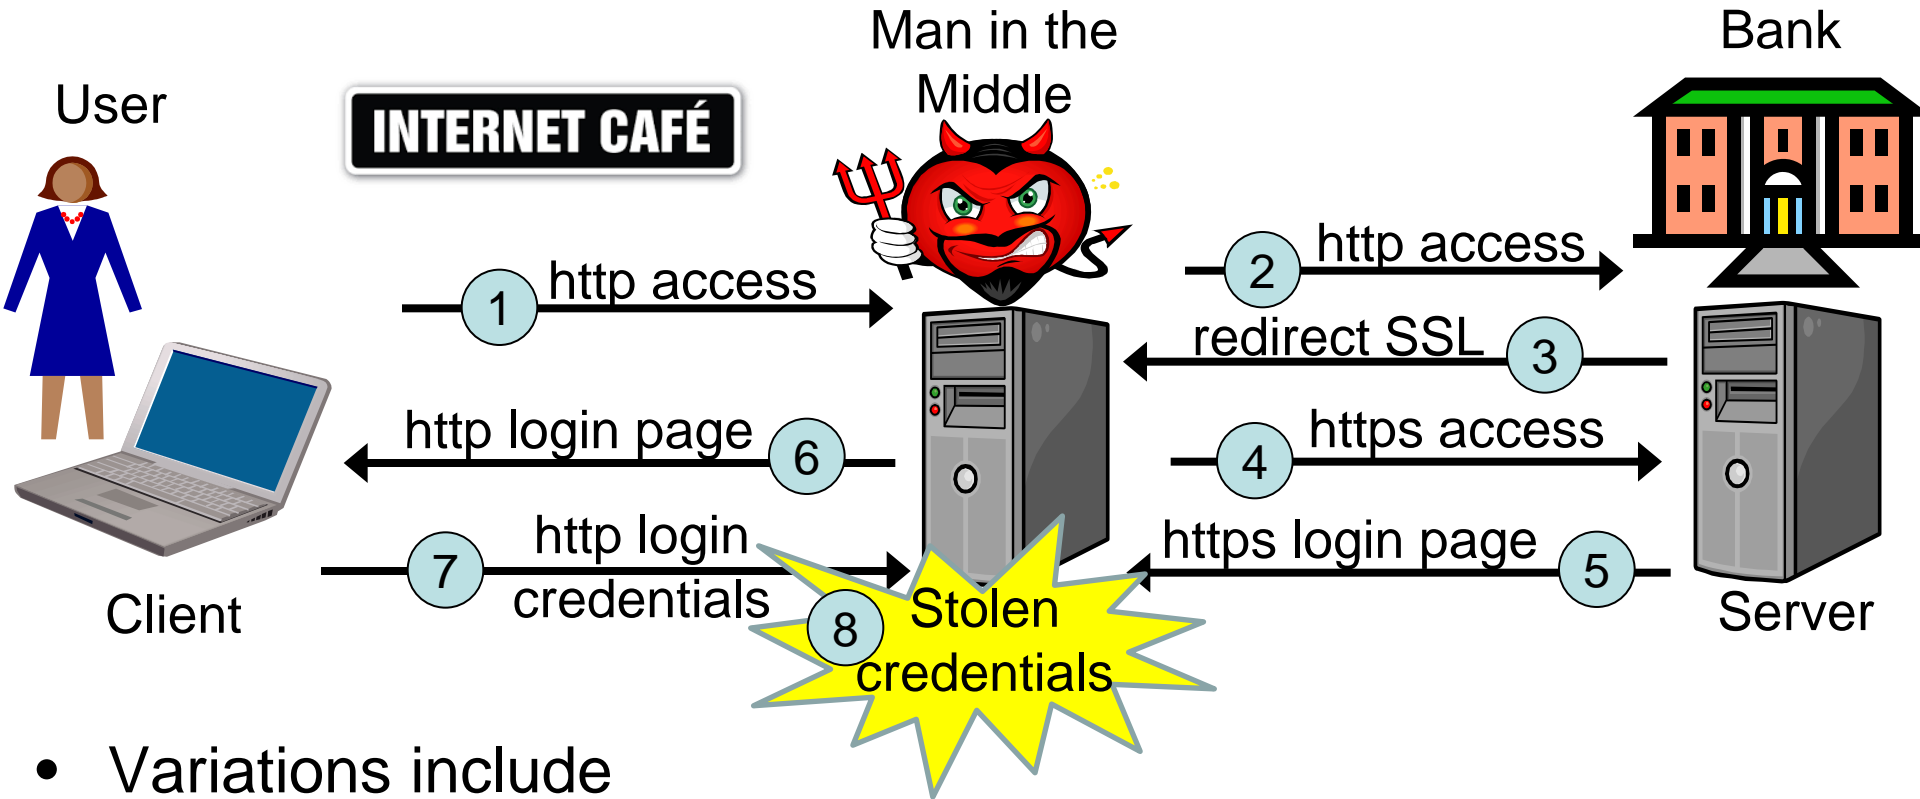 Man in the
Middle
Bank
User
INTERNET CAFÉ
1 http access
2 http access
redirect SSL 3
4 https access
https login page 5
http login page 6
7 http login
credentials
8 Stolen
credentials
Client
Server
• Variations include